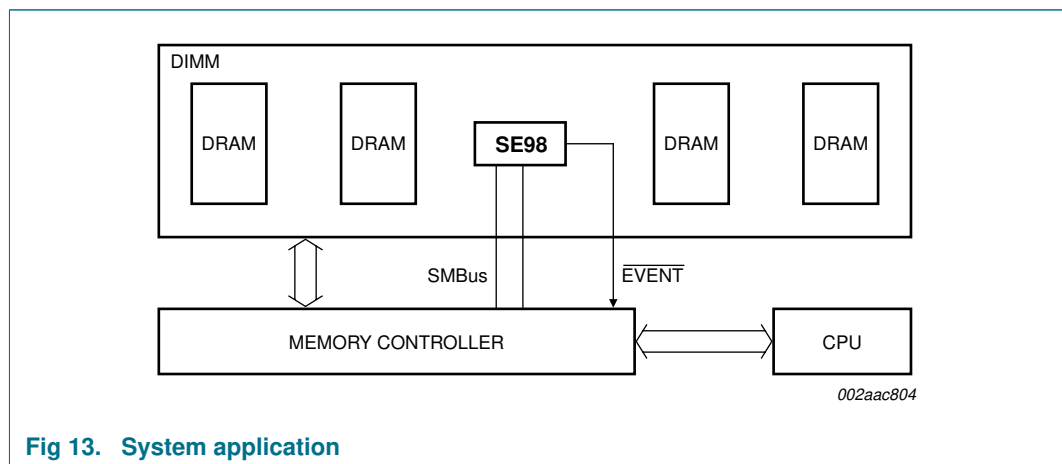 DIMM
DRAM
DRAM
SE98
DRAM
DRAM
SMBus
EVENT
MEMORY CONTROLLER
CPU
002aac804
Fig 13. System application